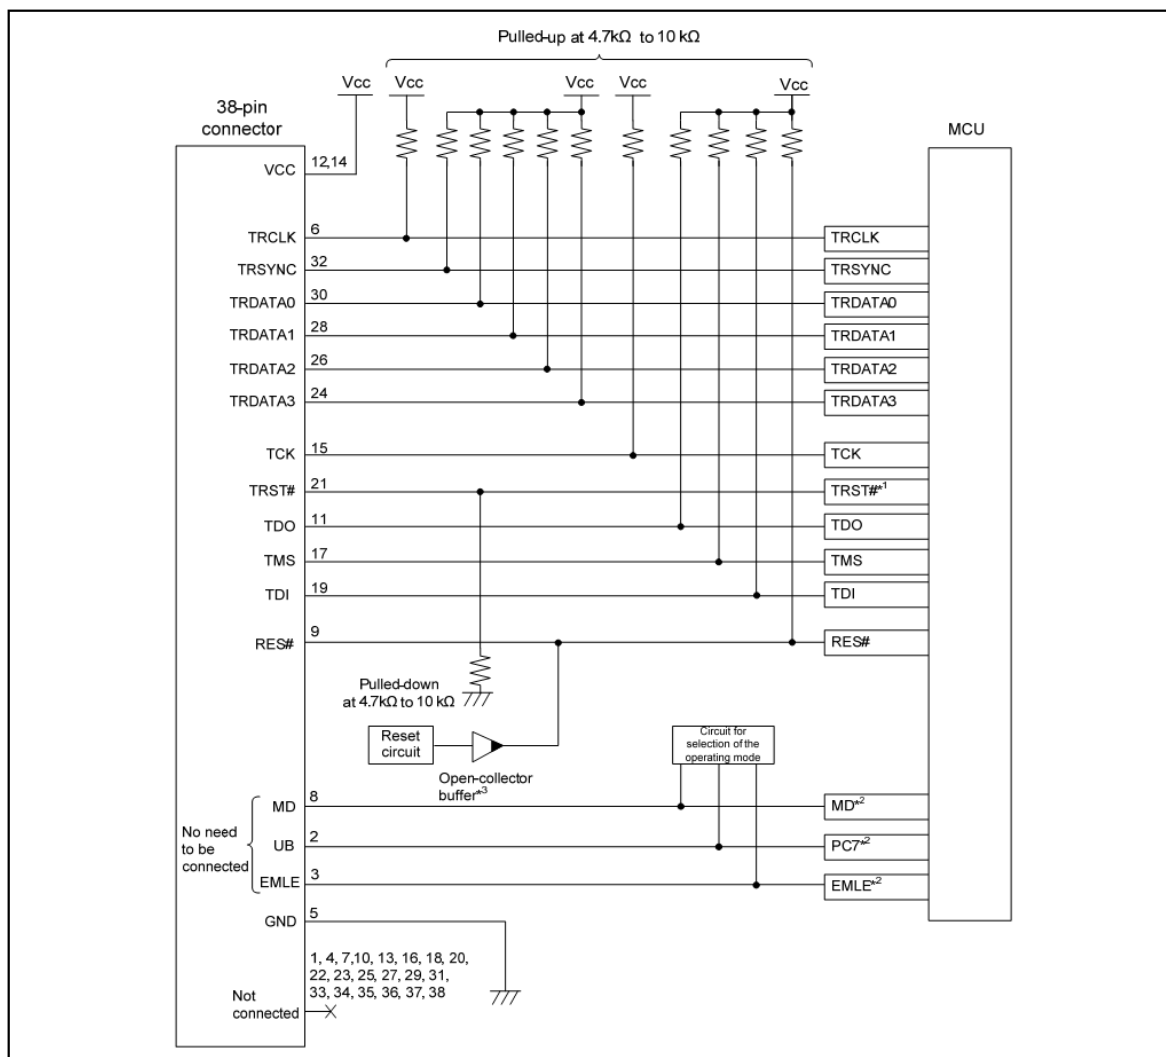 Pulled-up at 4.7kΩ to 10 kΩ
Vcc Vcc Vcc Vcc Vcc
38-pin
connector
MCU
VCC 12,14
TRCLK 6 TRCLK
TRSYNC 32 TRSYNC
TRDATA0 30 TRDATA0
TRDATA1 28 TRDATA1
TRDATA2 26 TRDATA2
TRDATA3 24 TRDATA3
TCK 15 TCK
TRST# 21 TRST#*1
TDO 11 TDO
TMS 17 TMS
TDI 19 TDI
RES# 9 RES#
Pulled-down
at 4.7kΩ to 10 kΩ
Reset
circuit
Open-collector
buffer*3
Circuit for
selection of the
operating mode
No need
to be
connected
MD 8 MD*2
UB 2 PC7*2
EMLE 3 EMLE*2
GND 5
1, 4, 7,10, 13, 16, 18, 20,
22, 23, 25, 27, 29, 31,
33, 34, 35, 36, 37, 38
Not
connected